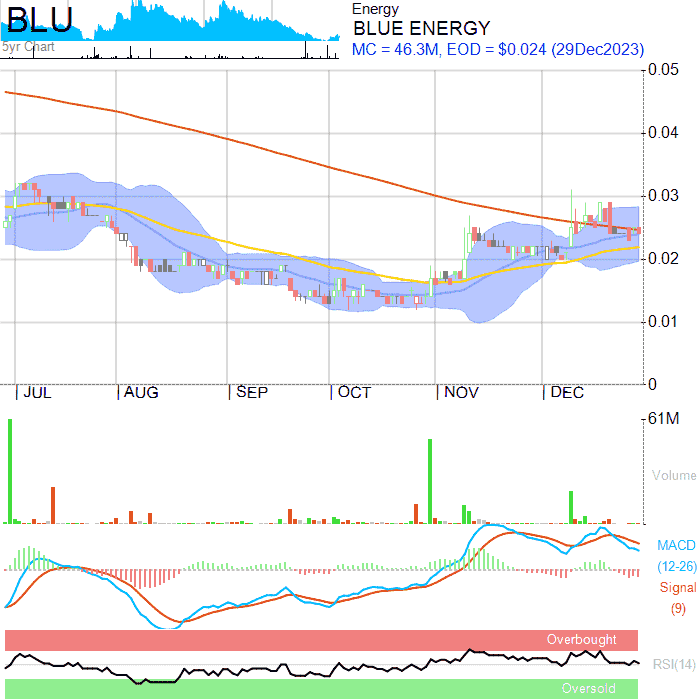 BLU
5yr Chart
Energy
BLUE ENERGY
MC = 46.3M, EOD = $0.024 (29Dec2023)
0.05
0.04
0.03
0.02
0.01
0
JUL AUG SEP OCT NOV DEC
61M
Volume
MACD
(12-26)
Signal
(9)
Overbought
RSI(14)
Oversold